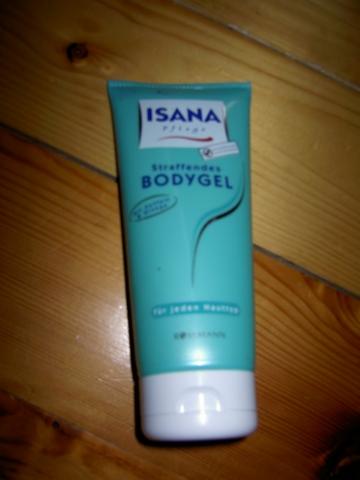 ISANA
Pflege
Straffendes
BODYGEL
für jeden Hauttyp
ROSSMANN